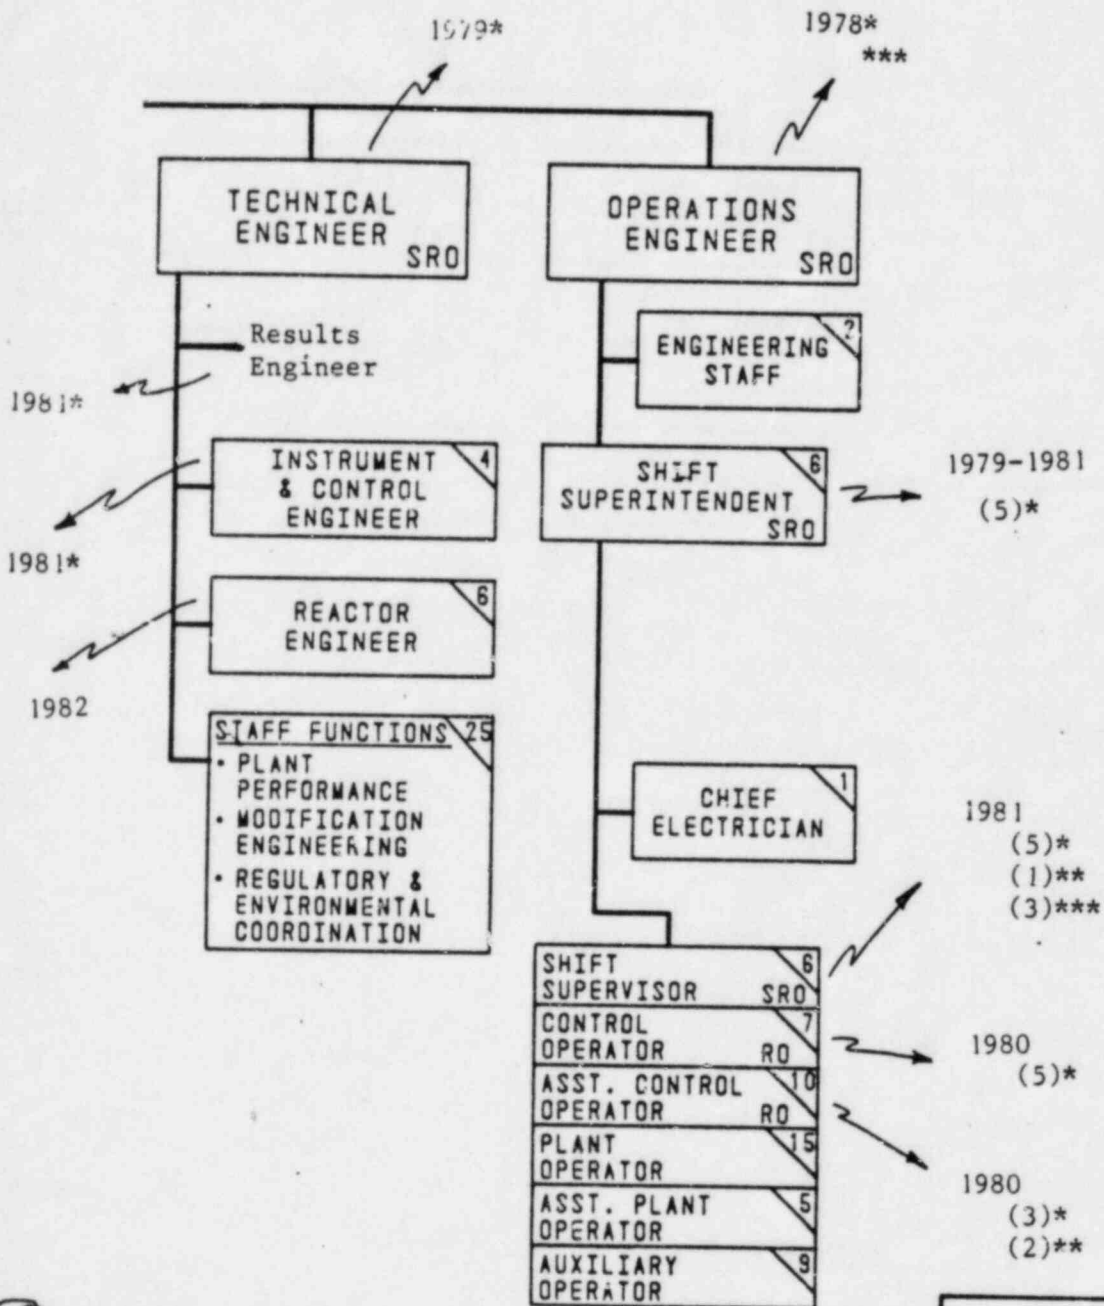 1979*
1978*
***
TECHNICAL
ENGINEER
SRO
OPERATIONS
ENGINEER
SRO
Results
Engineer
1981*
ENGINEERING
STAFF
2
INSTRUMENT
& CONTROL
ENGINEER
4
1981*
SHIFT
SUPERINTENDENT
SRO
6
1979-1981
(5)*
REACTOR
ENGINEER
6
1982
STAFF FUNCTIONS 25
• PLANT
PERFORMANCE
• MODIFICATION
ENGINEERING
• REGULATORY &
ENVIRONMENTAL
COORDINATION
CHIEF
ELECTRICIAN
1
1981
(5)*
(1)**
(3)***
SHIFT 6
SUPERVISOR SRO
CONTROL 7
OPERATOR RO
1980
(5)*
ASST. CONTROL 10
OPERATOR RO
1980
(3)*
(2)**
PLANT 15
OPERATOR
ASST. PLANT 5
OPERATOR
AUXILIARY 9
OPERATOR